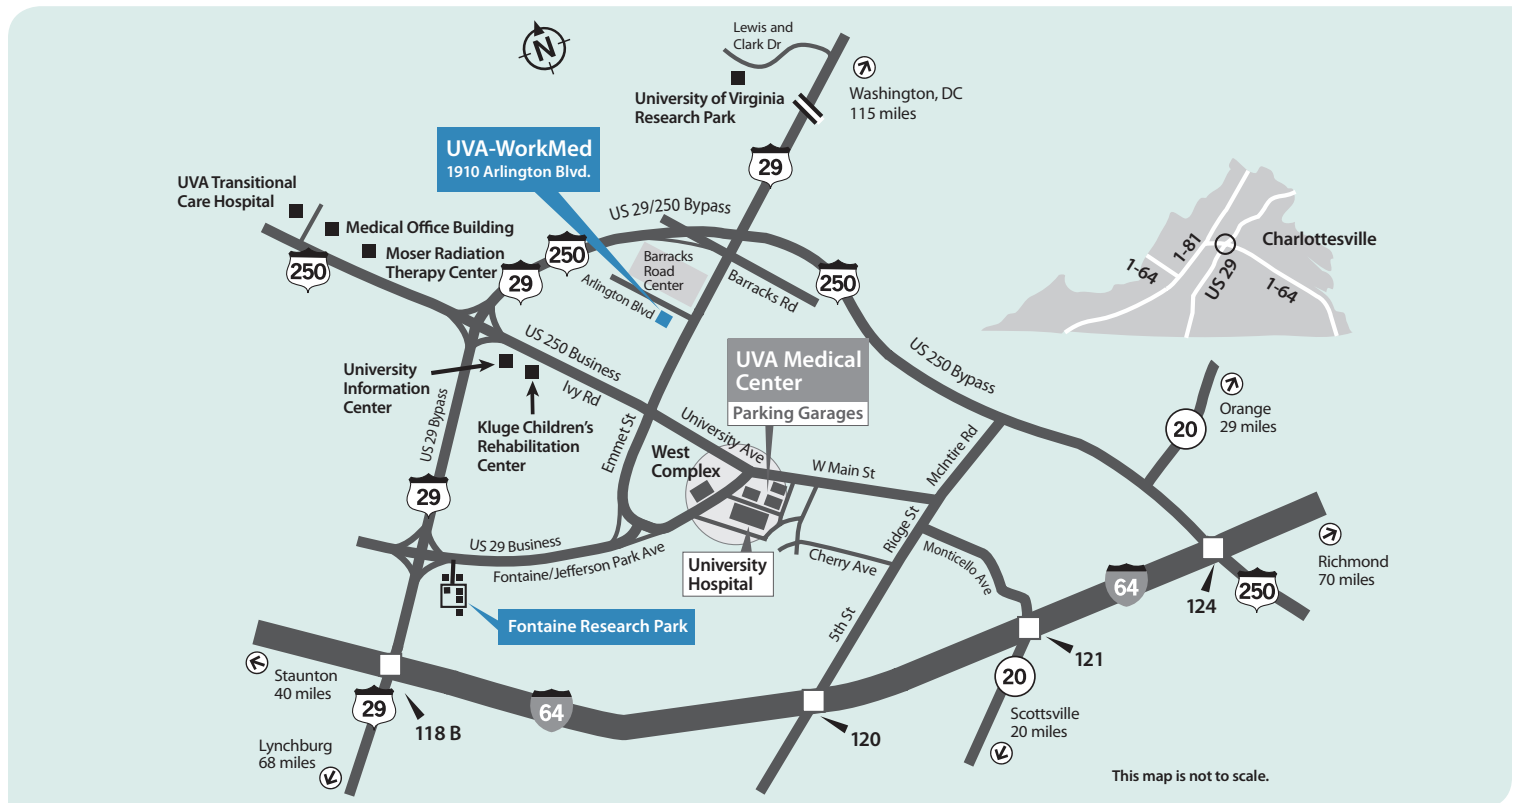 Lewis and
Clark Dr
N
Washington, DC
115 miles
University of Virginia
Research Park
UVA-WorkMed
1910 Arlington Blvd.
29
UVA Transitional
Care Hospital
US 29/250 Bypass
Medical Office Building
Moser Radiation
Therapy Center
250
250
29
Barracks
Road
Center
Arlington Blvd
Barracks Rd
250
Charlottesville
1-81
1-64
US 29
1-64
US 250 Business
Ivy Rd
University
Information
Center
UVA Medical
Center
Parking Garages
US 250 Bypass
Kluge Children's
Rehabilitation
Center
US 29 Bypass
Emmet St
University Ave
West
Complex
W Main St
McIntire Rd
20
Orange
29 miles
29
US 29 Business
Fontaine/Jefferson Park Ave
University
Hospital
Cherry Ave
Ridge St
Monticello Ave
5th St
64
Richmond
70 miles
124
250
Fontaine Research Park
Staunton
40 miles
29
118 B
64
Lynchburg
68 miles
120
121
20
Scottsville
20 miles
This map is not to scale.